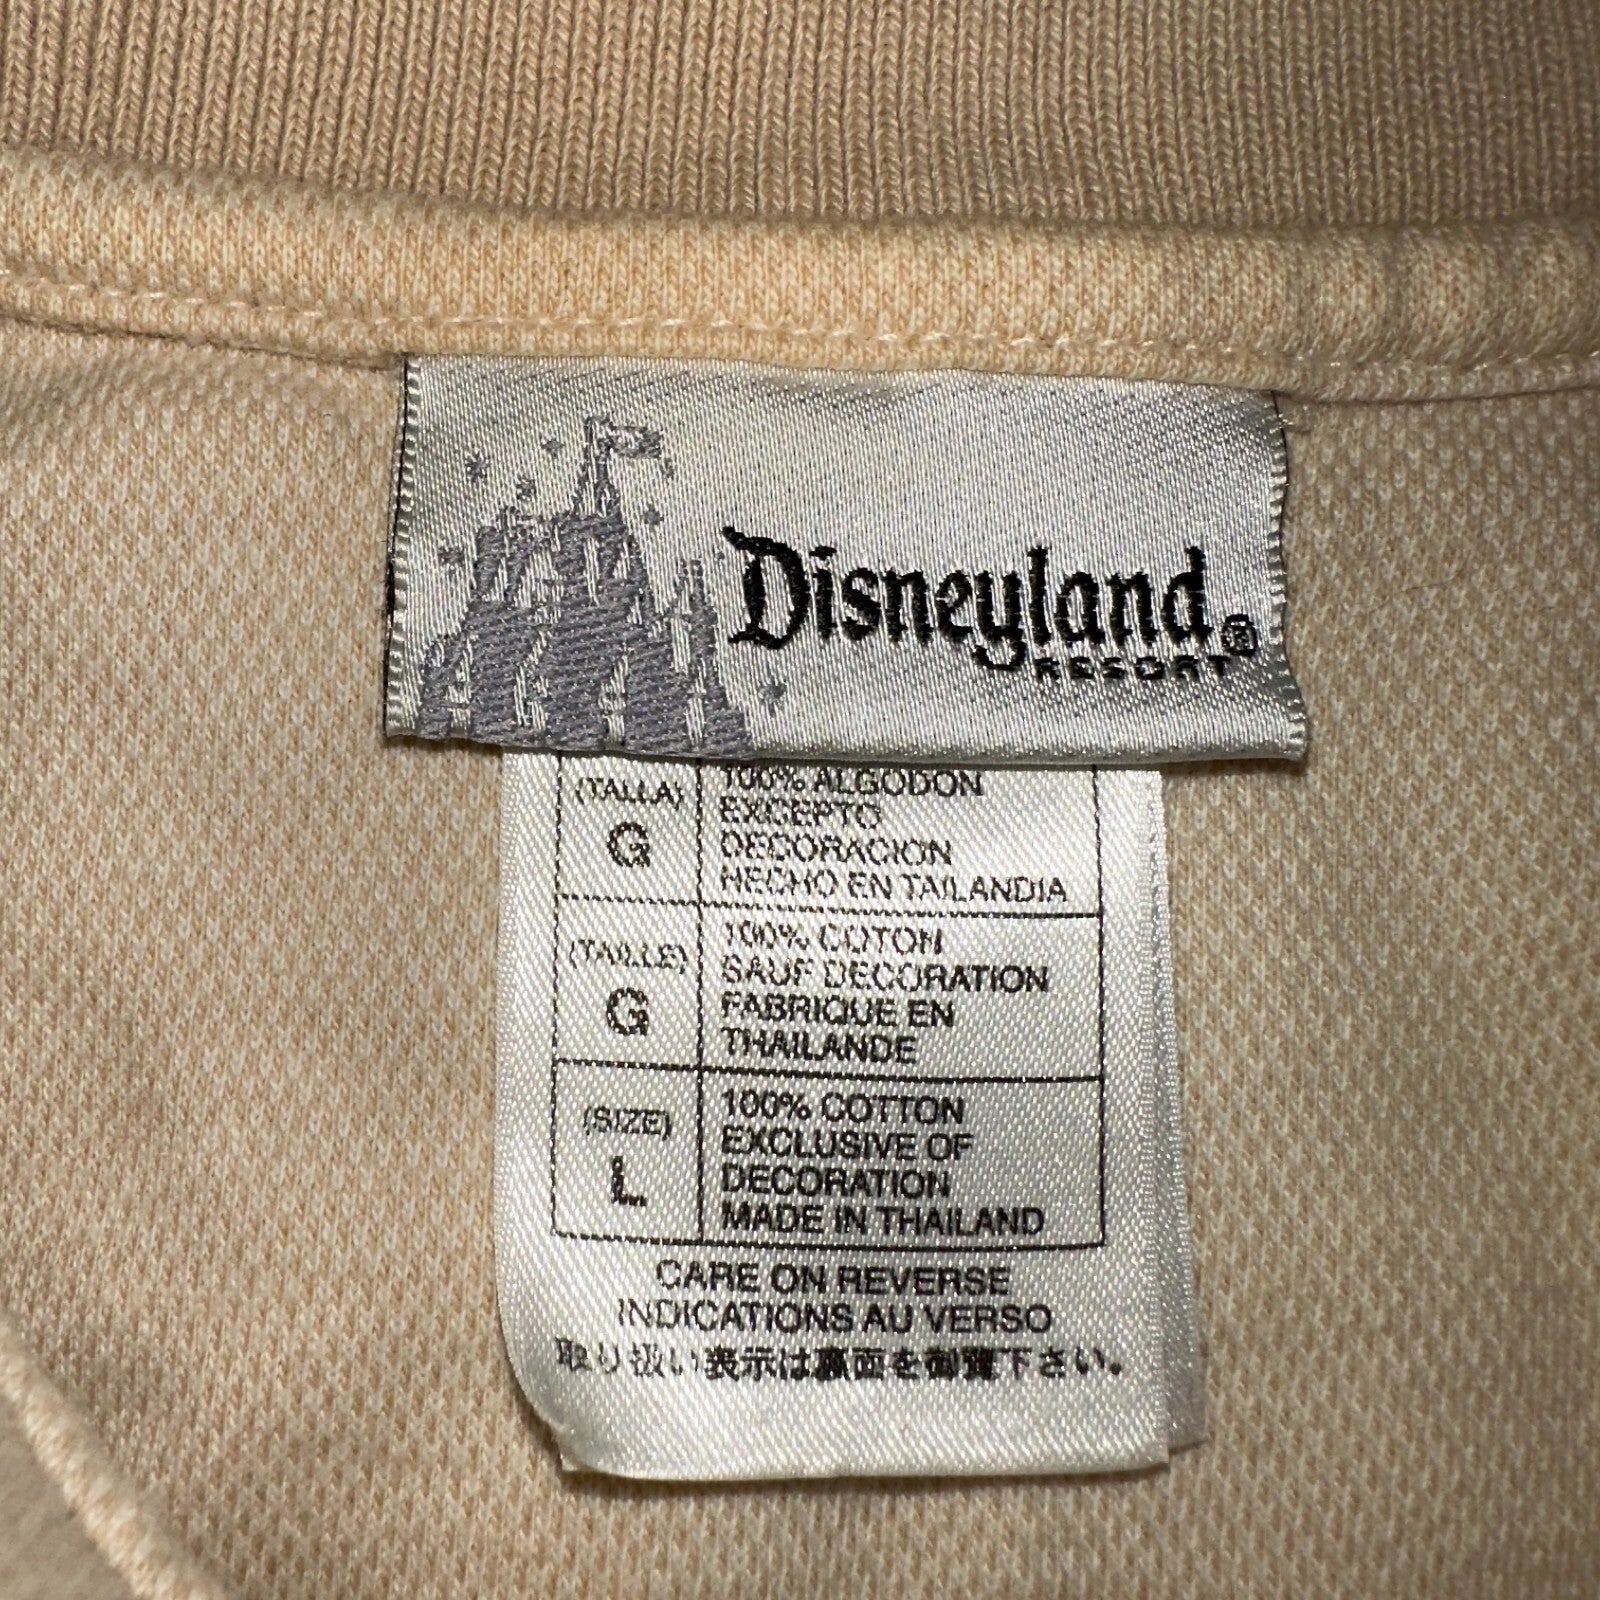 Disneyland®
RESORT
(TALLA)
G
100% ALGODON
EXCEPTO
DECORACION
HECHO EN TAILANDIA
(TAILLE)
G
100% COTON
SAUF DECORATION
FABRIQUE EN
THAILANDE
(SIZE)
L
100% COTTON
EXCLUSIVE OF
DECORATION
MADE IN THAILAND
CARE ON REVERSE
INDICATIONS AU VERSO
取り扱い表示は裏面を御覧下さい。